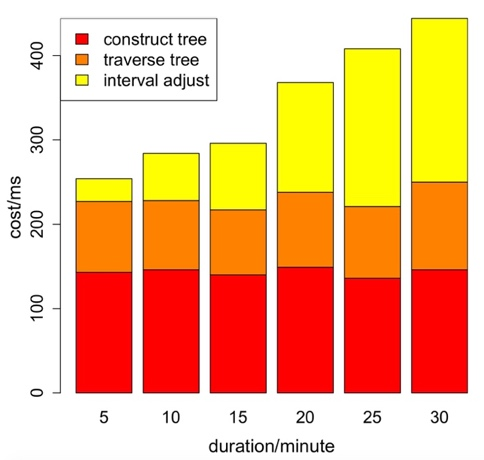 construct tree
traverse tree
interval adjust
cost/ms
400
300
200
100
0
5 10 15 20 25 30
duration/minute